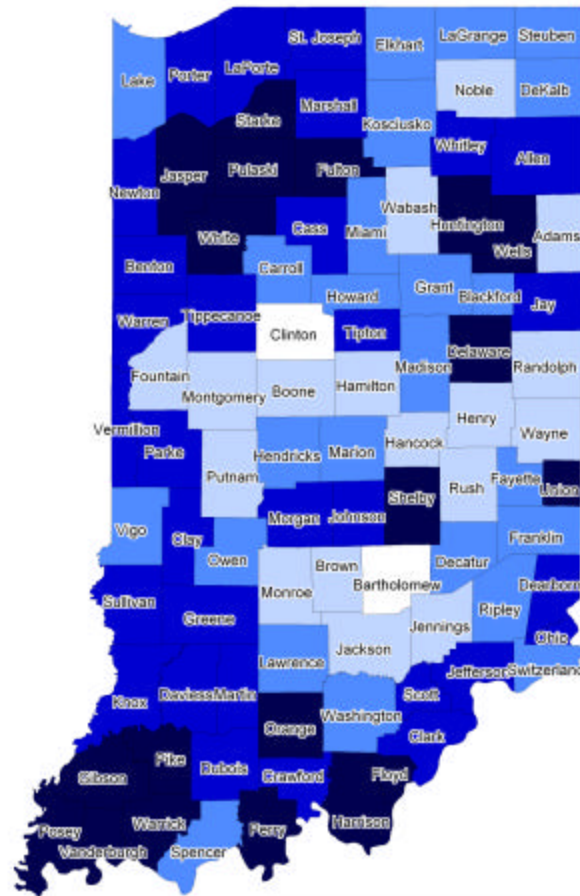 St. Joseph
Elkhart
LaGrange
Steuben
Lake
Porter
LaPorte
Noble
DeKalb
Marshall
Kosciusko
Starke
Whitley
Allen
Jasper
Pulaski
Fulton
Newton
Wabash
Huntington
Wells
Adams
White
Cass
Miami
Benton
Carroll
Howard
Grant
Blackford
Jay
Warren
Tippecanoe
Clinton
Tipton
Delaware
Madison
Randolph
Fountain
Montgomery
Boone
Hamilton
Henry
Wayne
Vermillion
Parke
Hendricks
Marion
Hancock
Putnam
Rush
Fayette
Union
Shelby
Morgan
Johnson
Vigo
Clay
Owen
Franklin
Brown
Decatur
Bartholomew
Dearborn
Monroe
Sullivan
Greene
Ripley
Jennings
Ohio
Jackson
Lawrence
Jefferson
Switzerland
Knox
Daviess
Martin
Scott
Washington
Orange
Clark
Pike
Gibson
Dubois
Crawford
Floyd
Posey
Warrick
Perry
Harrison
Vanderburgh
Spencer